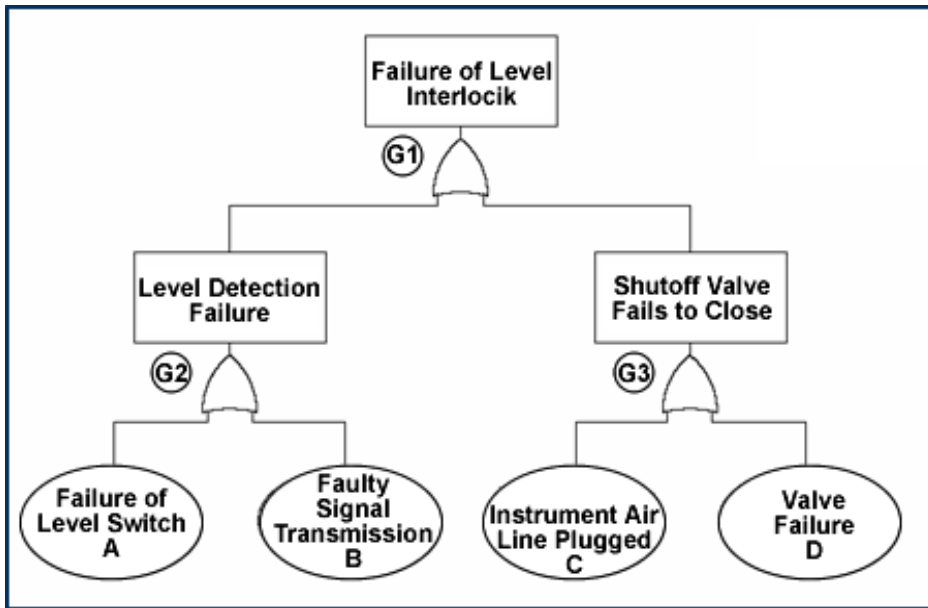 Failure of Level
Interlocik
G1
Level Detection
Failure
Shutoff Valve
Fails to Close
G2
G3
Failure of
Level Switch
A
Faulty
Signal
Transmission
B
Instrument Air
Line Plugged
C
Valve
Failure
D